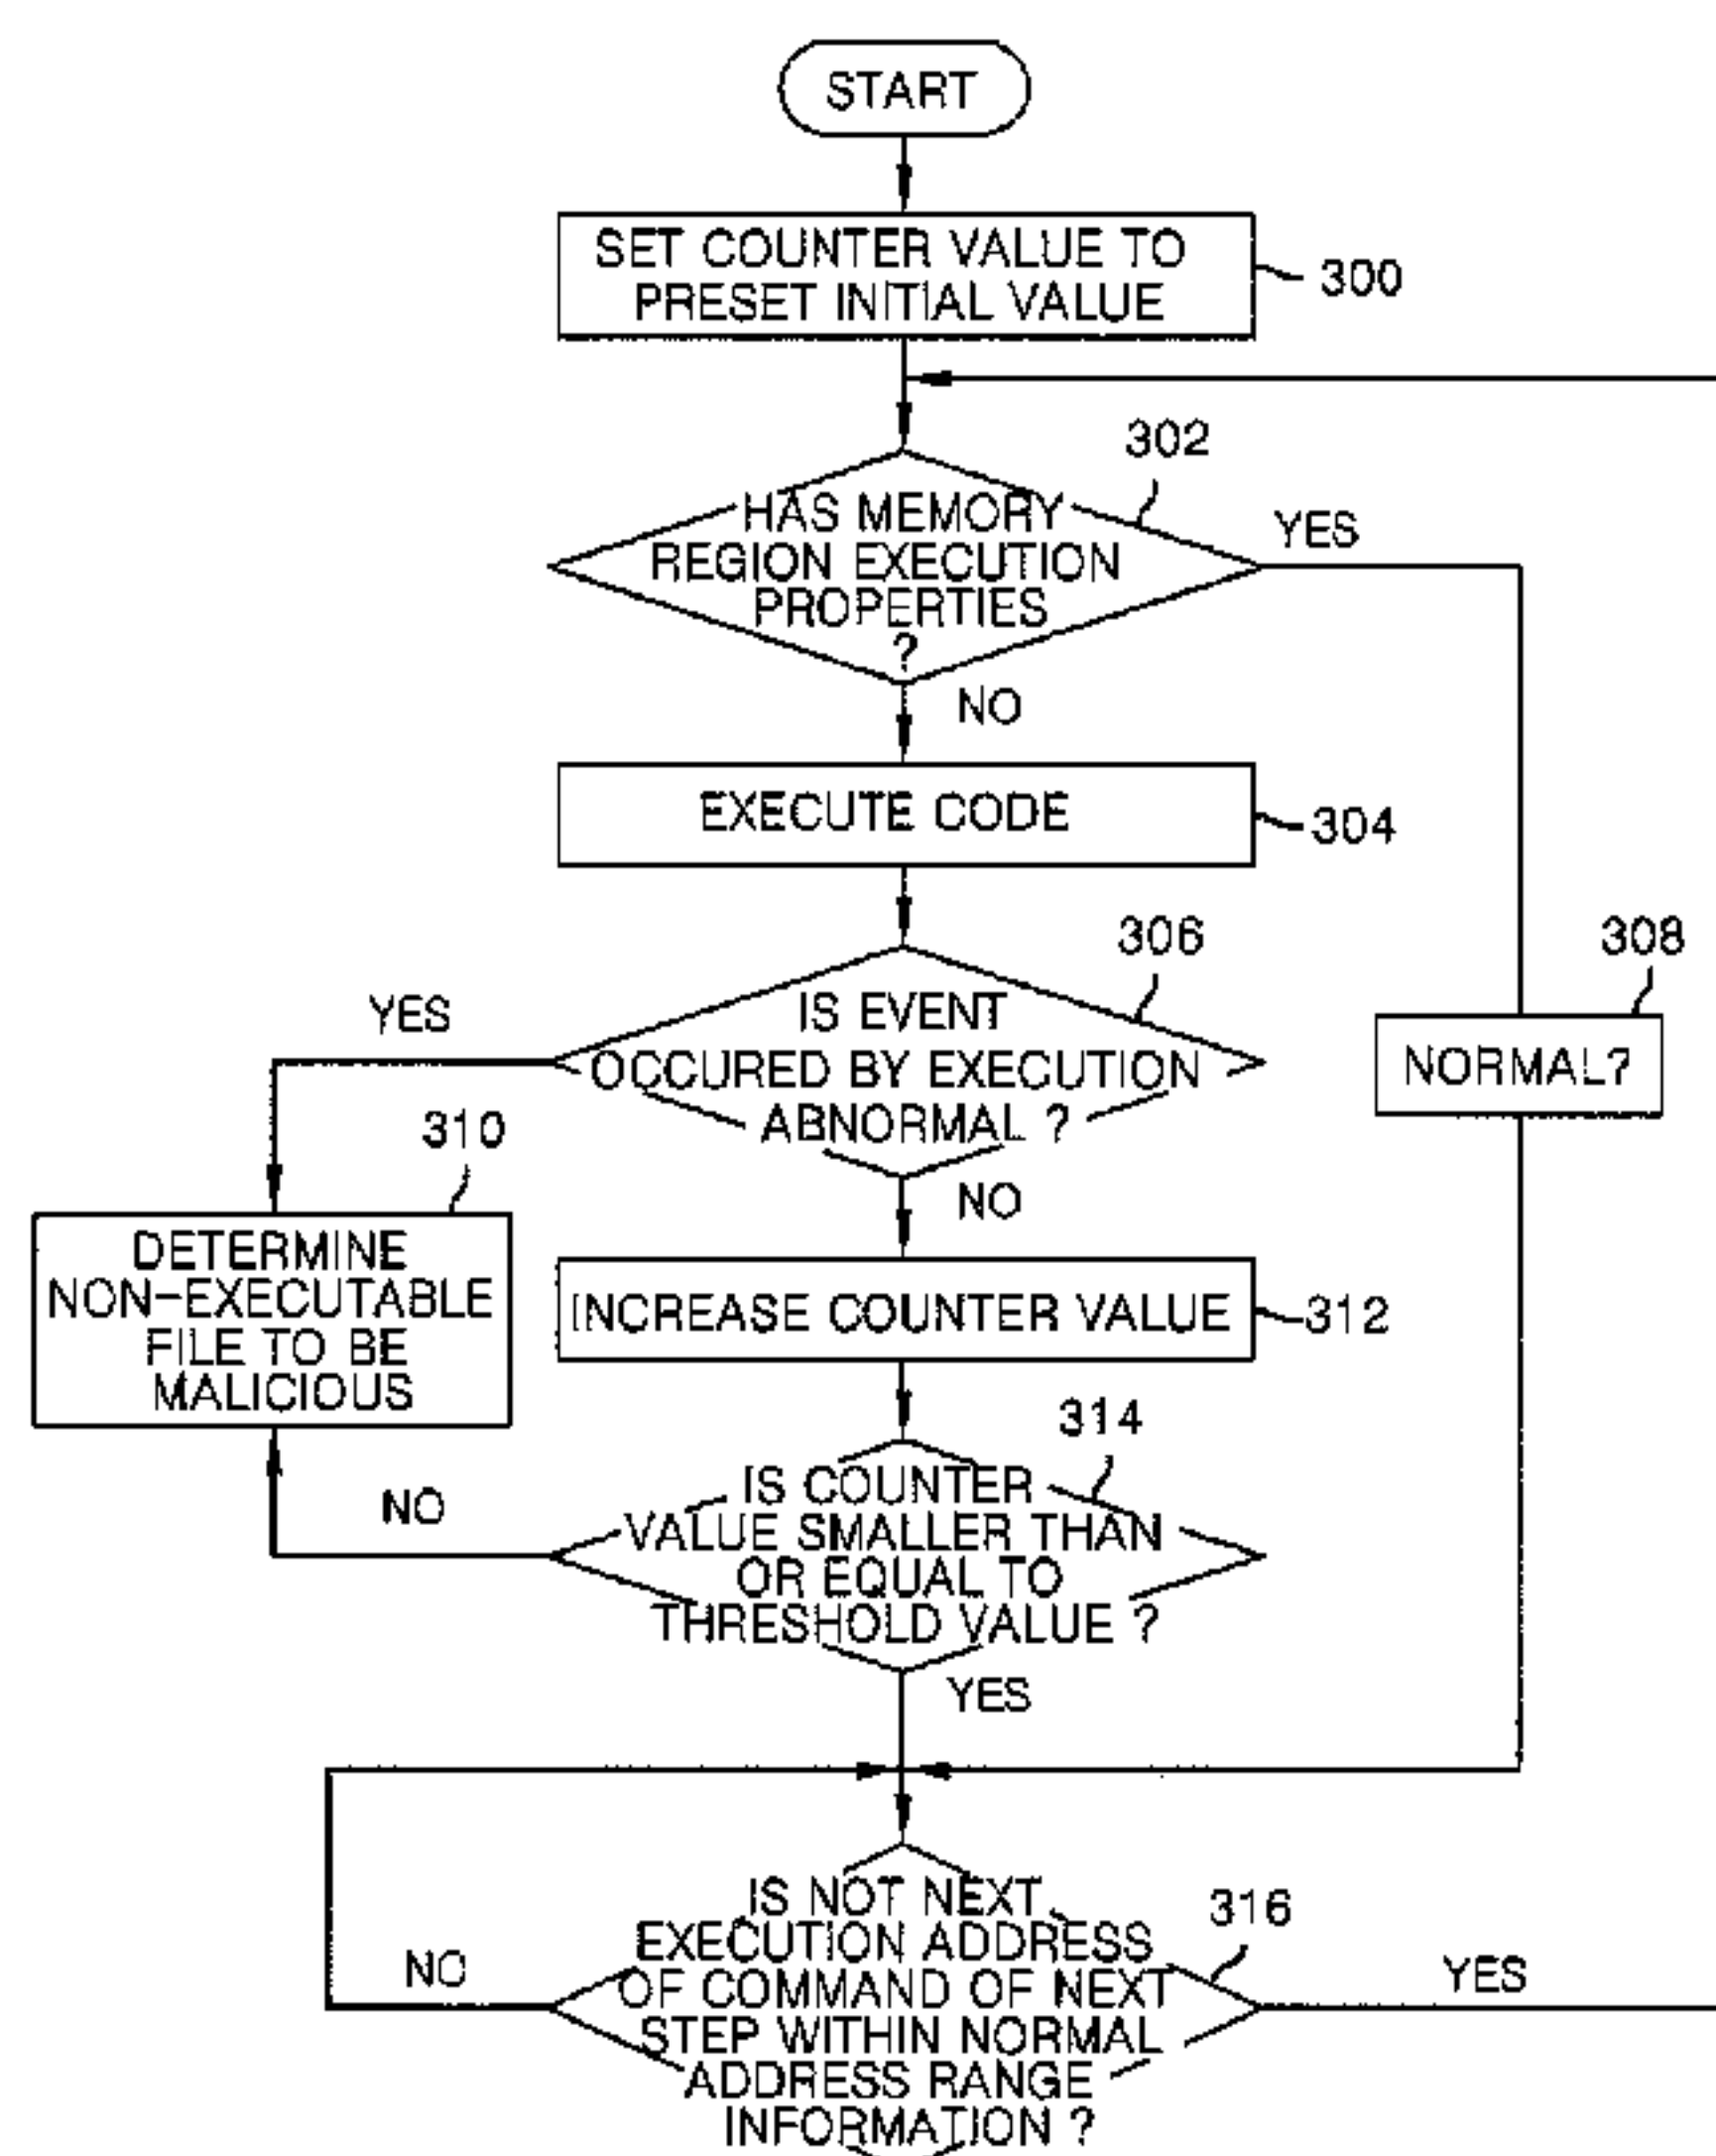 START
SET COUNTER VALUE TO
PRESET INITIAL VALUE
300
302
HAS MEMORY
REGION EXECUTION
PROPERTIES
?
YES
NO
EXECUTE CODE
304
306
308
IS EVENT
OCCURED BY EXECUTION
ABNORMAL ?
YES
NORMAL?
310
NO
DETERMINE
NON-EXECUTABLE
FILE TO BE
MALICIOUS
INCREASE COUNTER VALUE
312
314
IS COUNTER
VALUE SMALLER THAN
OR EQUAL TO
THRESHOLD VALUE ?
NO
YES
316
IS NOT NEXT
EXECUTION ADDRESS
OF COMMAND OF NEXT
STEP WITHIN NORMAL
ADDRESS RANGE
INFORMATION ?
NO
YES